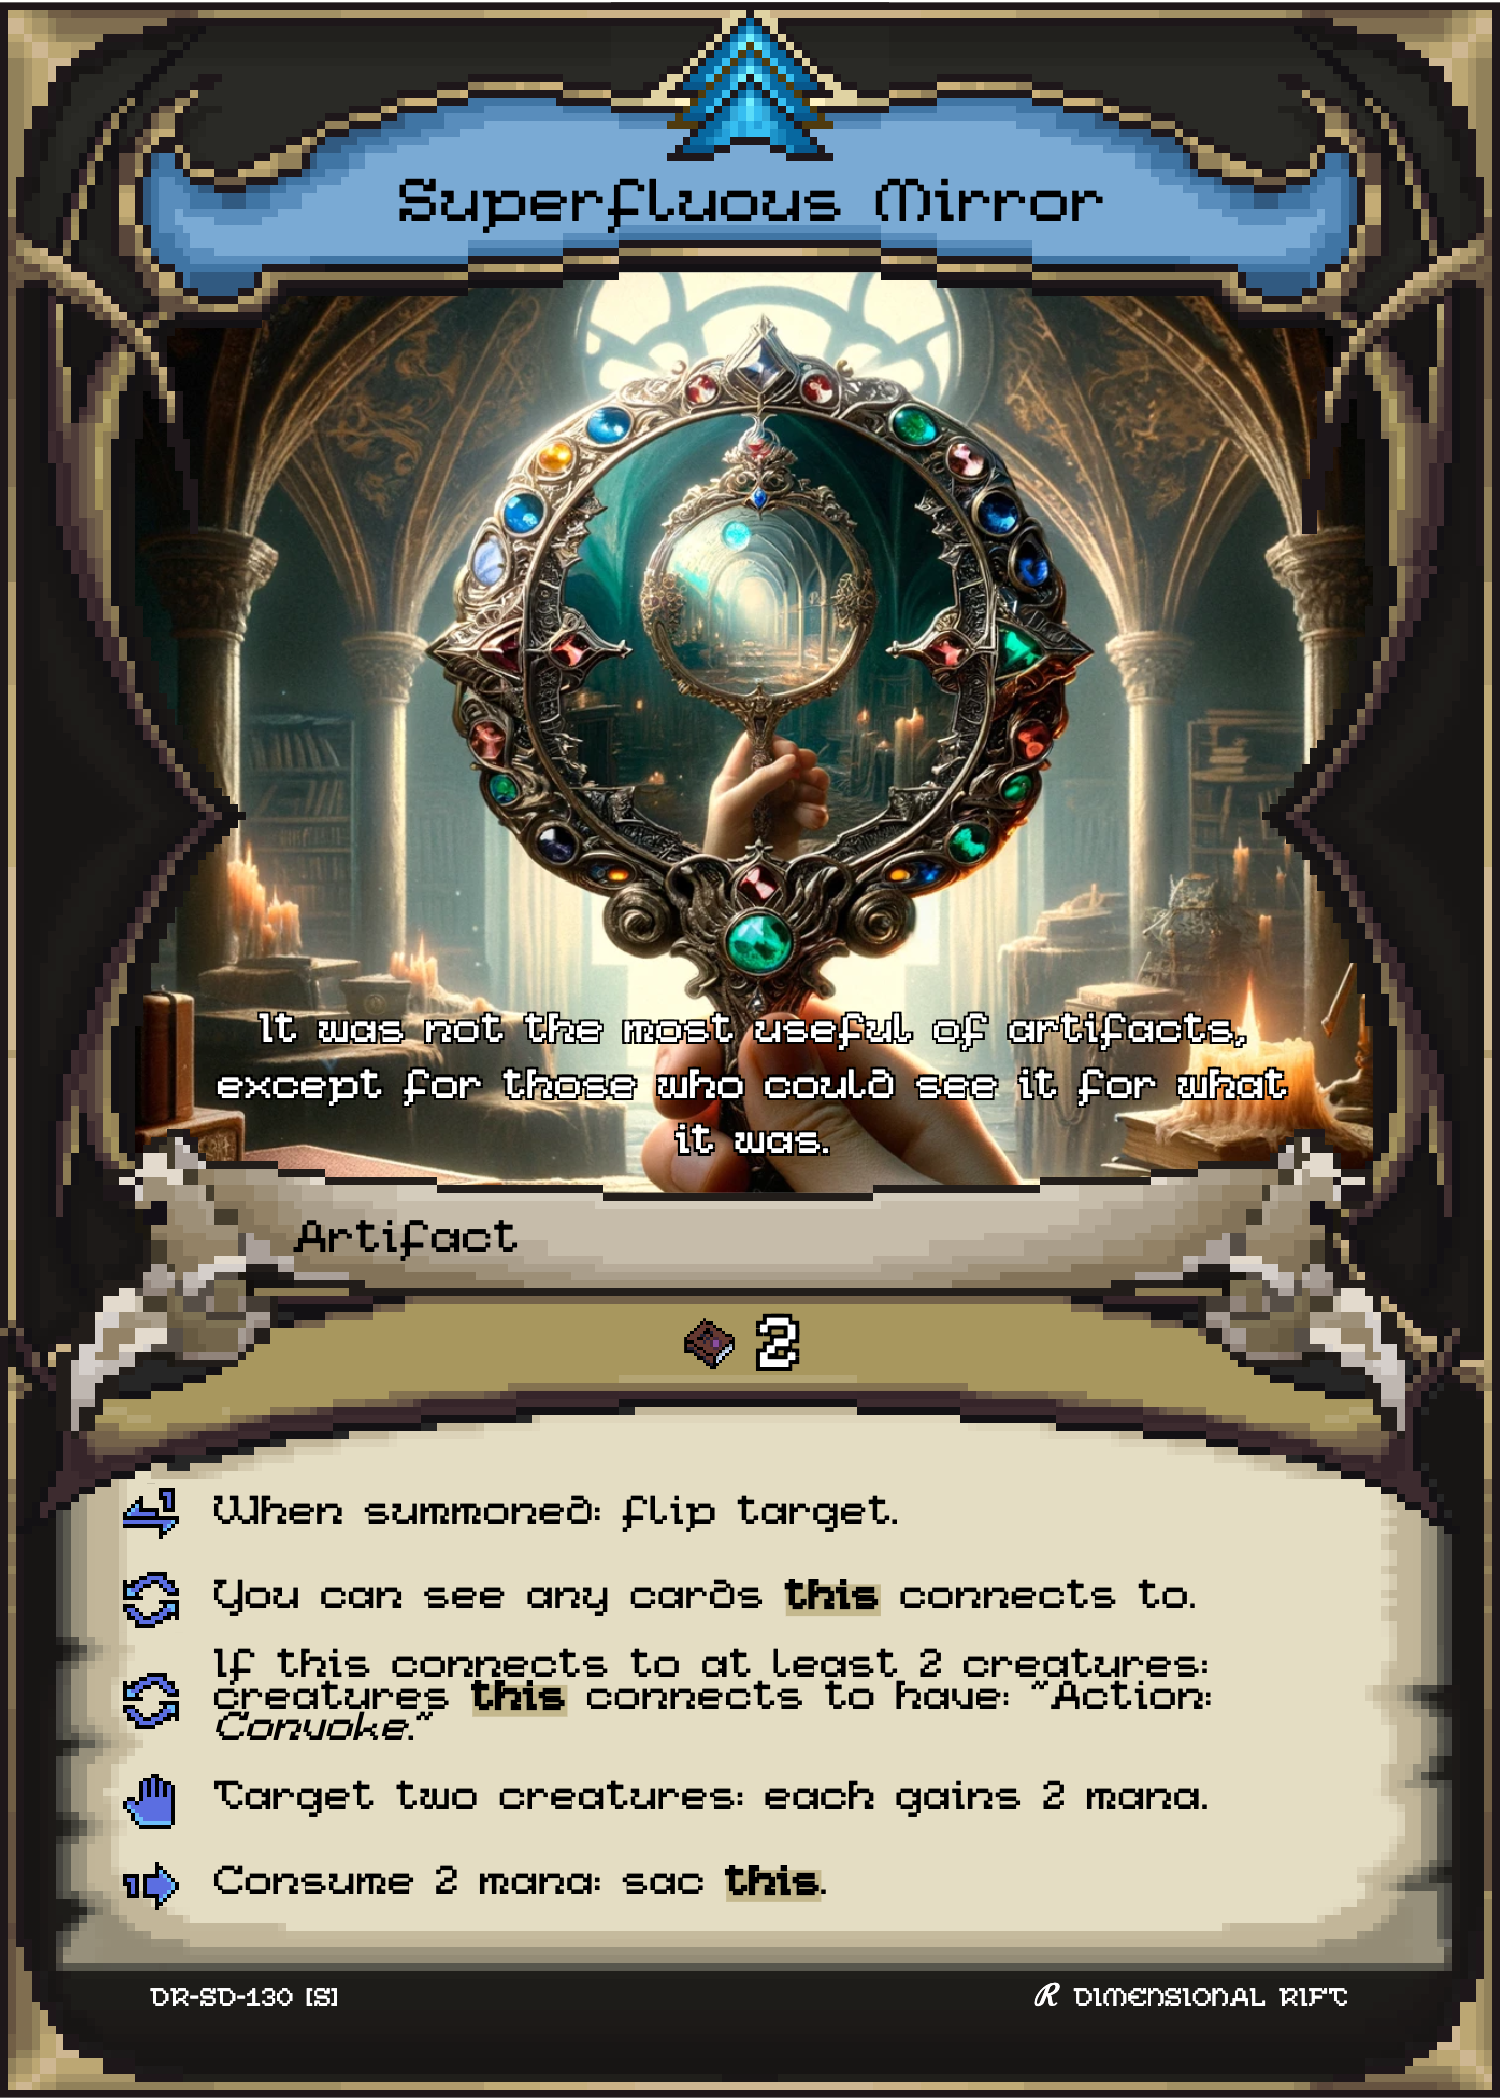 Superfluous Mirror
It was not the most useful of artifacts,
except for those who could see it for what
it was.
Artifact
2
When summoned: flip target.
You can see any cards this connects to.
If this connects to at least 2 creatures:
creatures this connects to have: "Action:
Convoke."
Target two creatures: each gains 2 mana.
1 Consume 2 mana: sac this.
DR-SD-130 [S]
R DIMENSIONAL RIFT